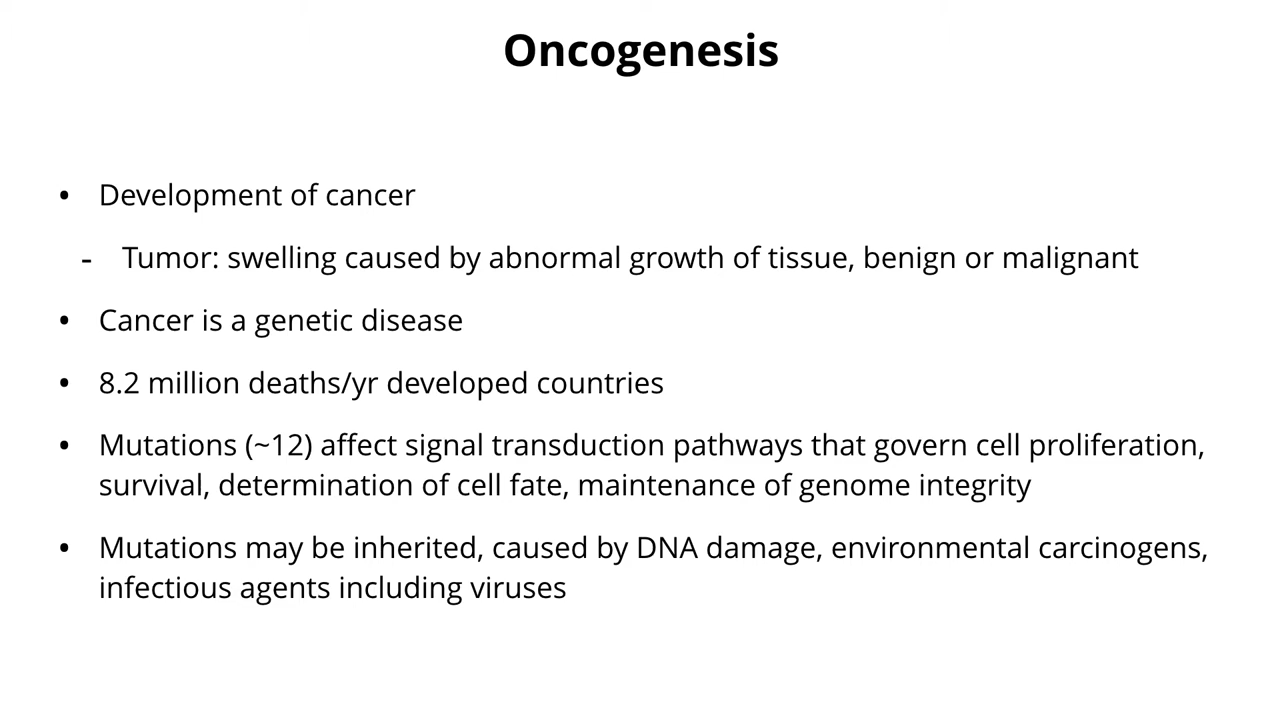 Oncogenesis
• Development of cancer
- Tumor: swelling caused by abnormal growth of tissue, benign or malignant
• Cancer is a genetic disease
• 8.2 million deaths/yr developed countries
• Mutations (~12) affect signal transduction pathways that govern cell proliferation,
survival, determination of cell fate, maintenance of genome integrity
• Mutations may be inherited, caused by DNA damage, environmental carcinogens,
infectious agents including viruses